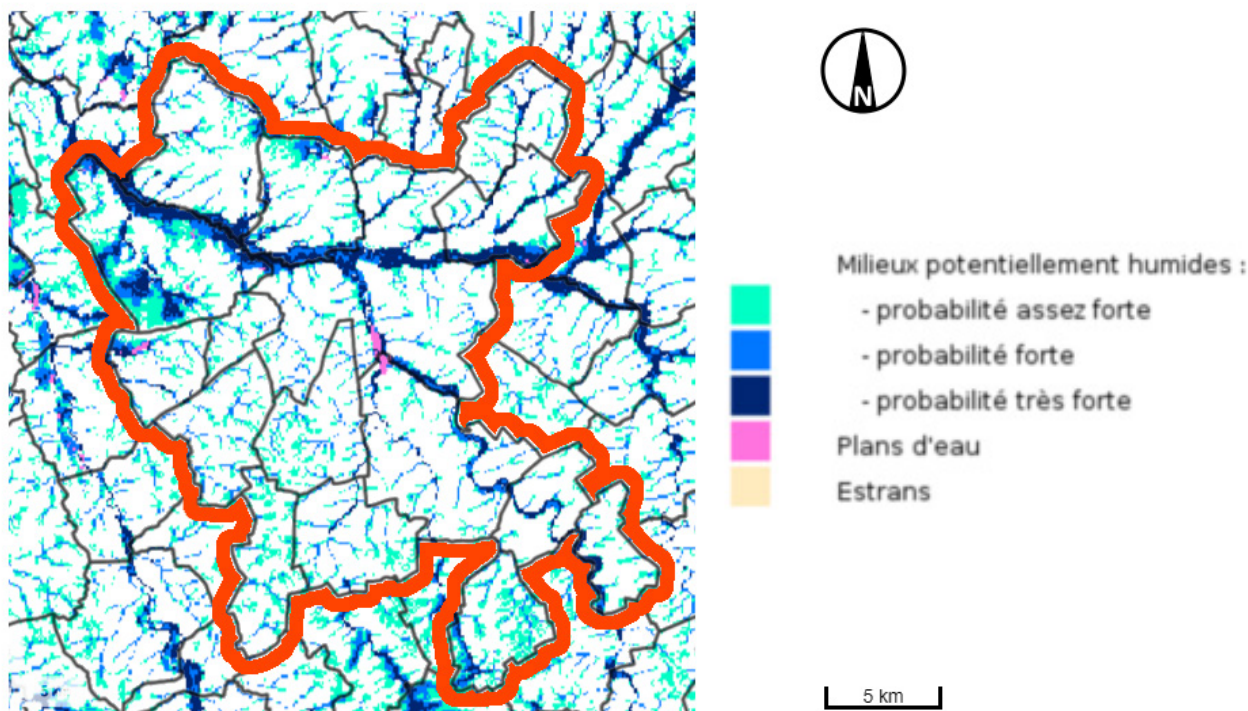 N
Milieux potentiellement humides :
- probabilité assez forte
- probabilité forte
- probabilité très forte
Plans d'eau
Estrans
5 km